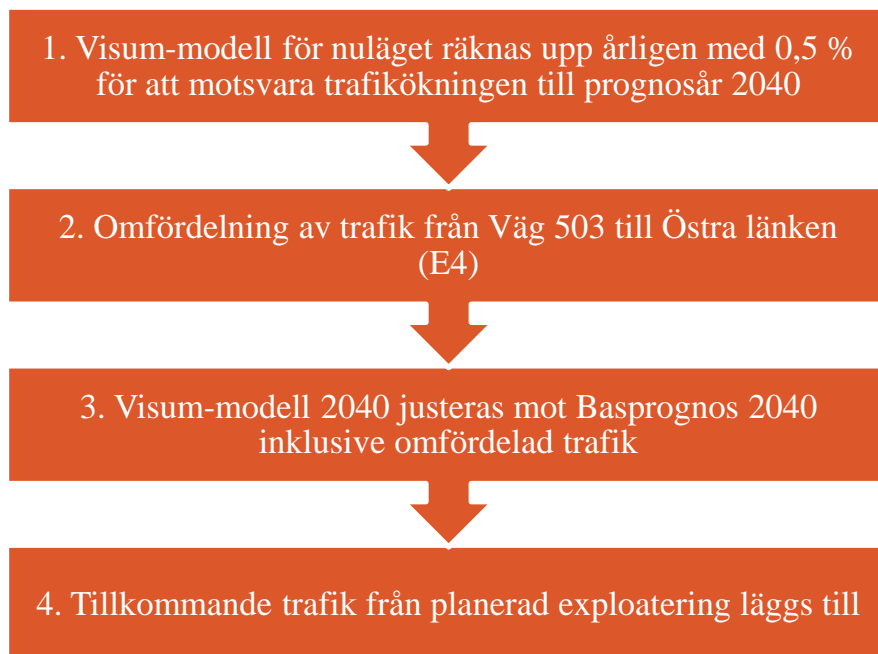 1. Visum-modell för nuläget räknas upp årligen med 0,5 %
för att motsvara trafikökningen till prognosår 2040
2. Omfördelning av trafik från Väg 503 till Östra länken
(E4)
3. Visum-modell 2040 justeras mot Basprognos 2040
inklusive omfördelad trafik
4. Tillkommande trafik från planerad exploatering läggs till